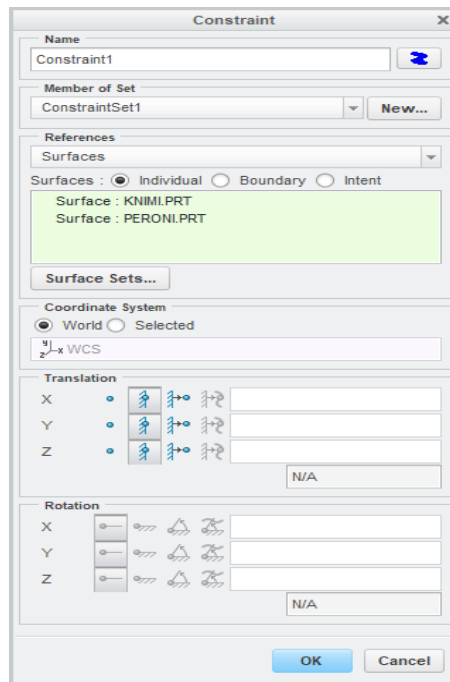 Constraint
Name
Constraint1
Member of Set
ConstraintSet1 New...
References
Surfaces
Surfaces : Individual Boundary Intent
Surface : KNIMI.PRT
Surface : PERONI.PRT
Surface Sets...
Coordinate System
World Selected
y z x WCS
Translation
X
Y
Z
N/A
Rotation
X
Y
Z
N/A
OK Cancel